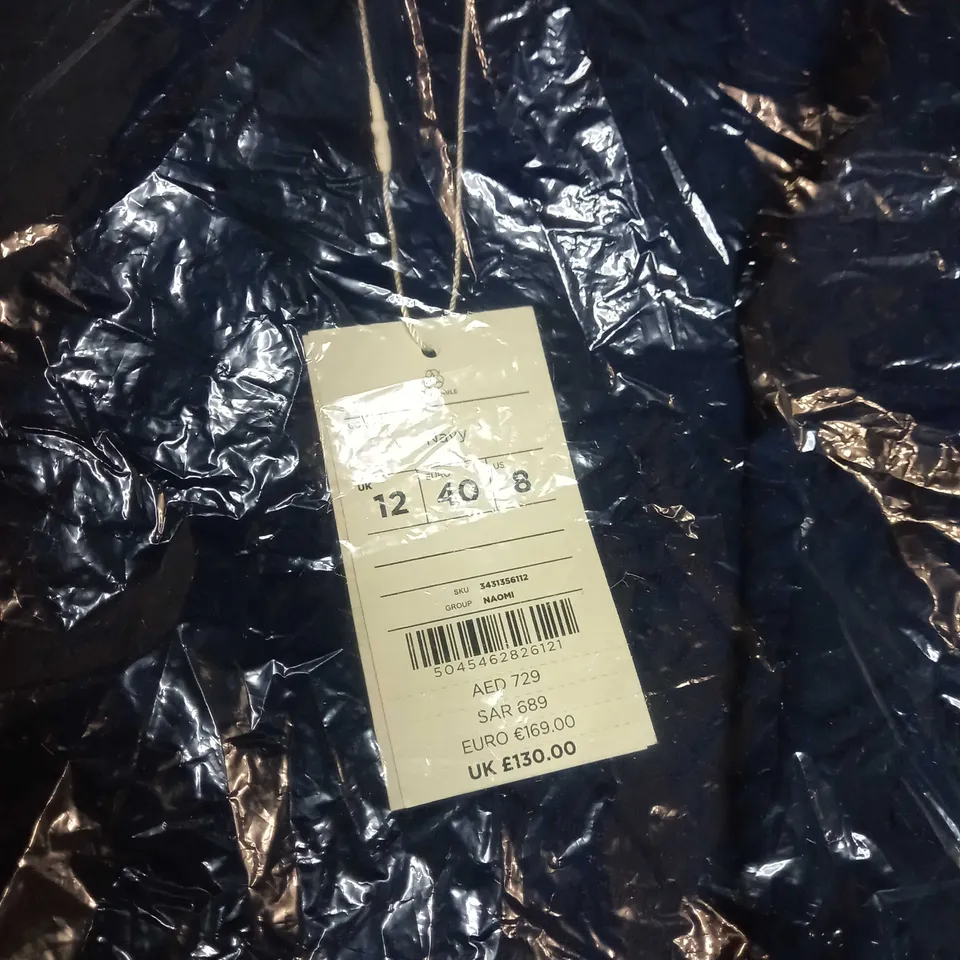 Navy
UK 12 EURO 40 US 8
SKU 3431356112
GROUP NAOMI
5045462826121
AED 729
SAR 689
EURO €169.00
UK £130.00